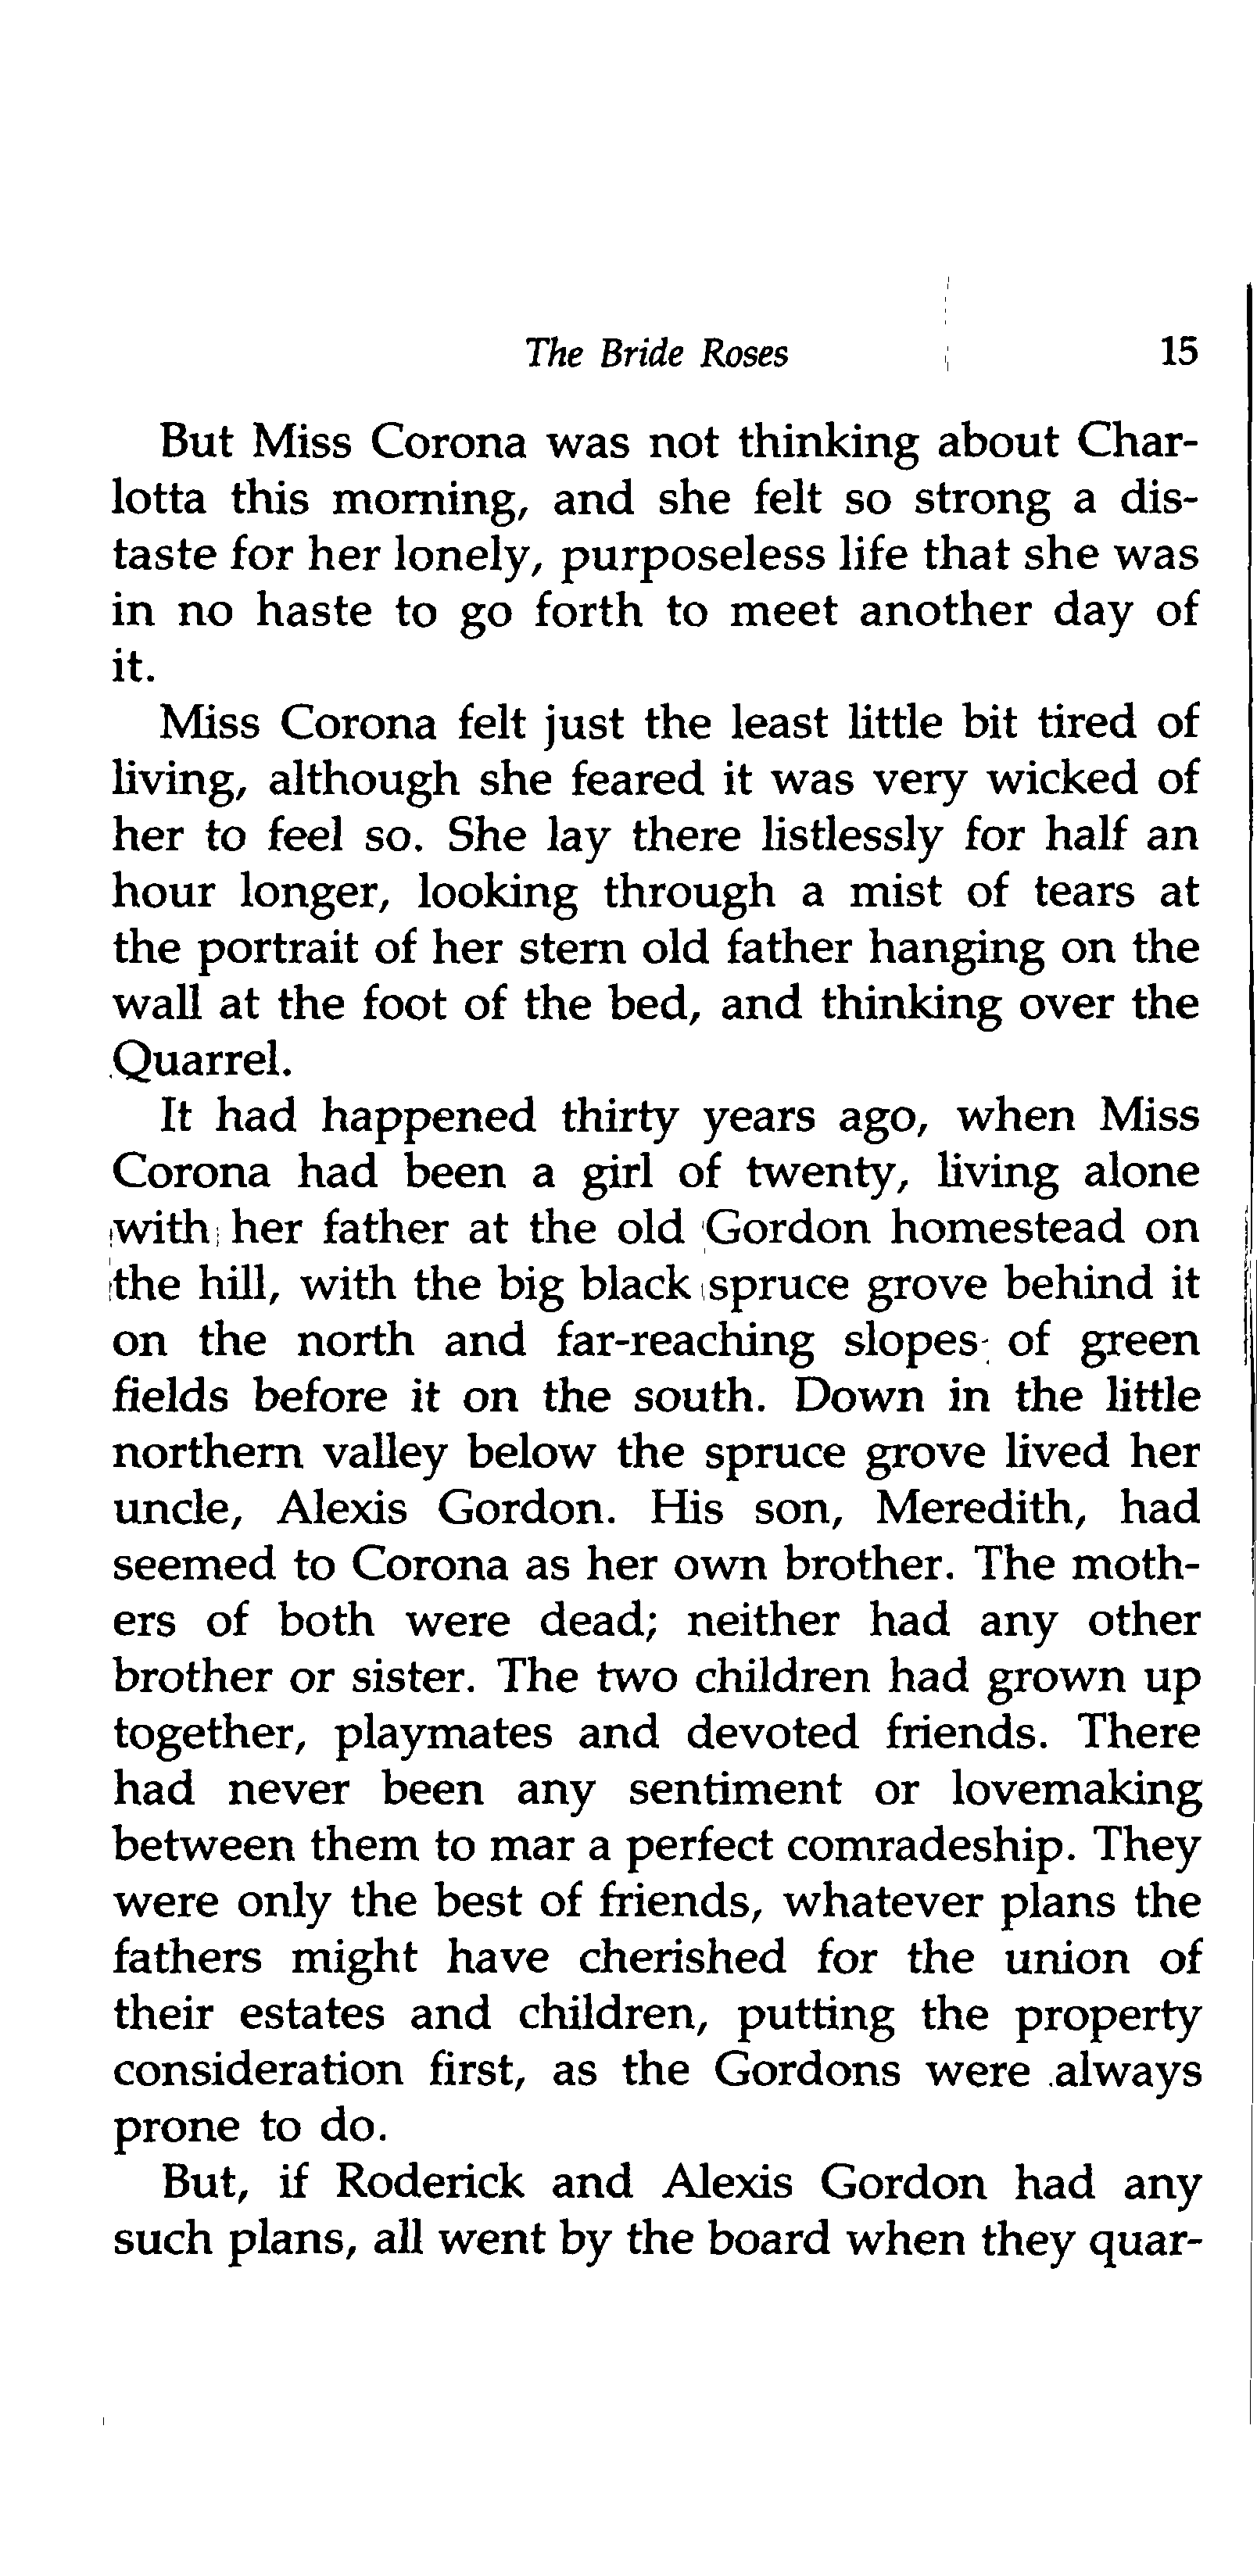 The Bride Roses 15
But Miss Corona was not thinking about Char-
lotta this morning, and she felt so strong a dis-
taste for her lonely, purposeless life that she was
in no haste to go forth to meet another day of
it.
Miss Corona felt just the least little bit tired of
living, although she feared it was very wicked of
her to feel so. She lay there listlessly for half an
hour longer, looking through a mist of tears at
the portrait of her stern old father hanging on the
wall at the foot of the bed, and thinking over the
Quarrel.
It had happened thirty years ago, when Miss
Corona had been a girl of twenty, living alone
with her father at the old Gordon homestead on
the hill, with the big black spruce grove behind it
on the north and far-reaching slopes of green
fields before it on the south. Down in the little
northern valley below the spruce grove lived her
uncle, Alexis Gordon. His son, Meredith, had
seemed to Corona as her own brother. The moth-
ers of both were dead; neither had any other
brother or sister. The two children had grown up
together, playmates and devoted friends. There
had never been any sentiment or lovemaking
between them to mar a perfect comradeship. They
were only the best of friends, whatever plans the
fathers might have cherished for the union of
their estates and children, putting the property
consideration first, as the Gordons were always
prone to do.
But, if Roderick and Alexis Gordon had any
such plans, all went by the board when they quar-